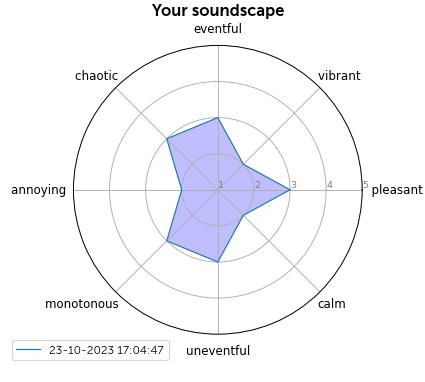 Your soundscape
eventful
chaotic
vibrant
annoying
1 2 3 4 5
pleasant
monotonous
calm
23-10-2023 17:04:47
uneventful